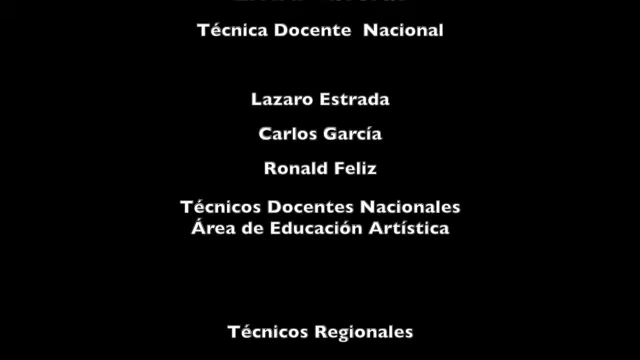 Técnica Docente Nacional
Lazaro Estrada
Carlos García
Ronald Feliz
Técnicos Docentes Nacionales
Área de Educación Artística
Técnicos Regionales